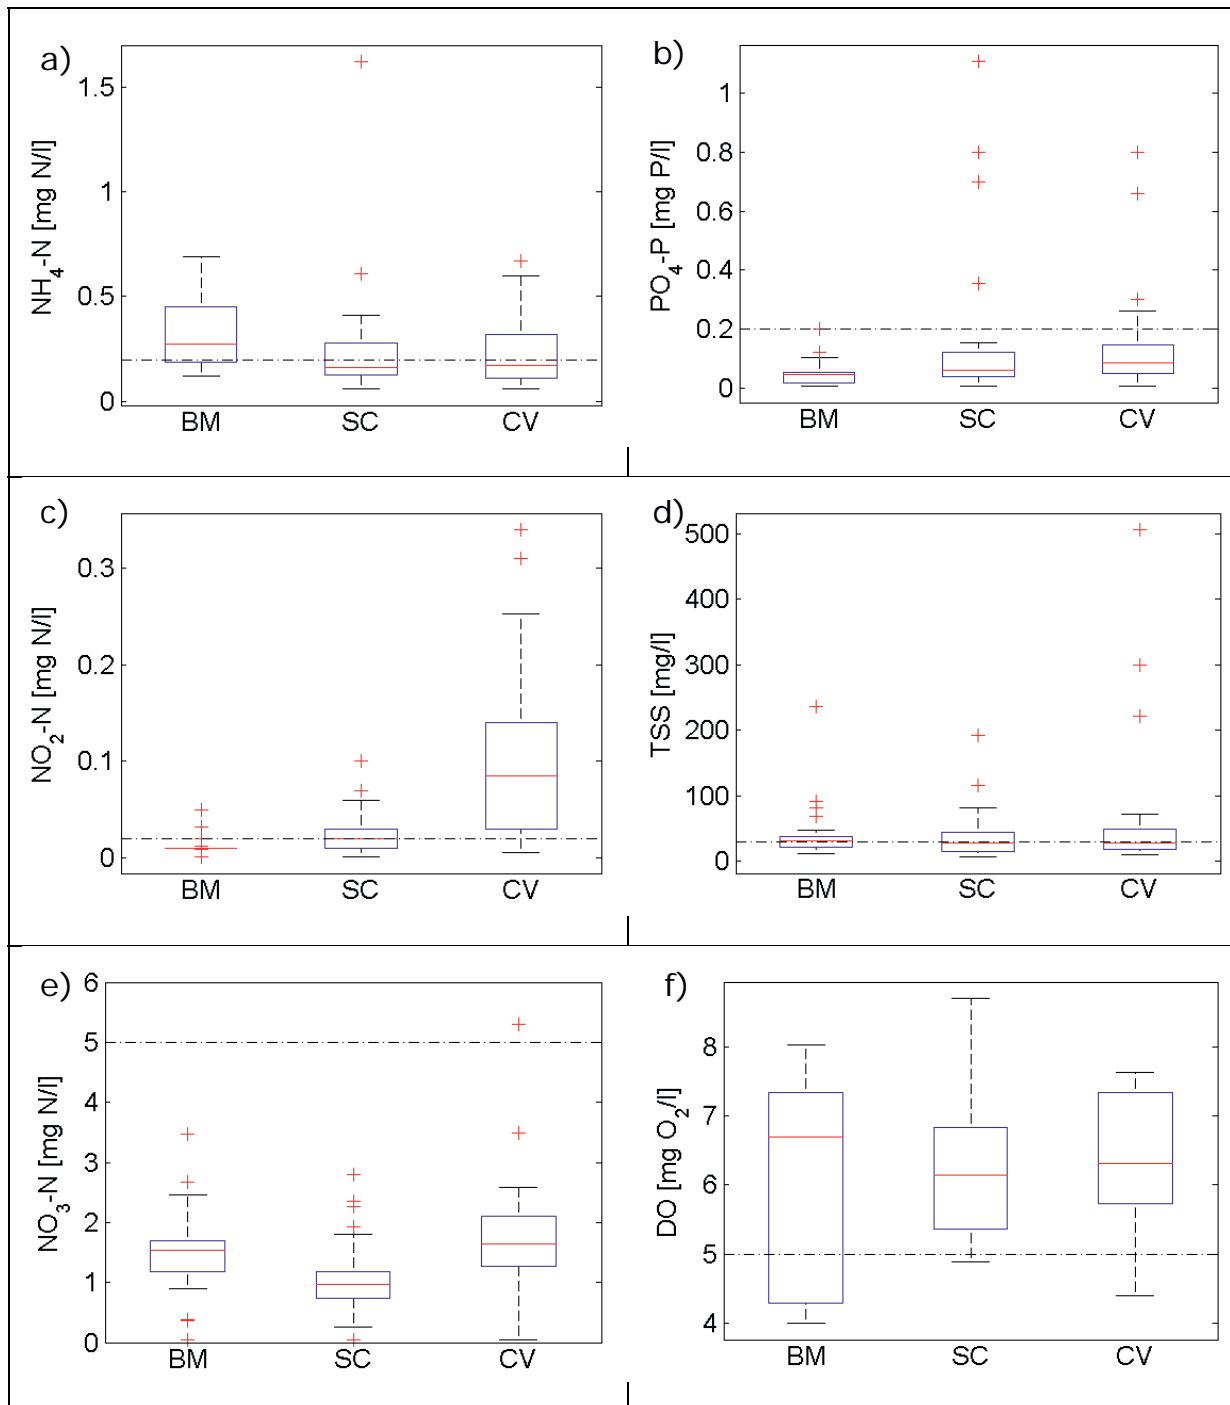 a)
NH4-N [mg N/l]
1.5
1
0.5
0
BM SC CV
b)
PO4-P [mg P/l]
1
0.8
0.6
0.4
0.2
0
BM SC CV
c)
NO2-N [mg N/l]
0.3
0.2
0.1
0
BM SC CV
d)
TSS [mg/l]
500
400
300
200
100
0
BM SC CV
e)
NO3-N [mg N/l]
6
5
4
3
2
1
0
BM SC CV
f)
DO [mg O2/l]
8
7
6
5
4
BM SC CV